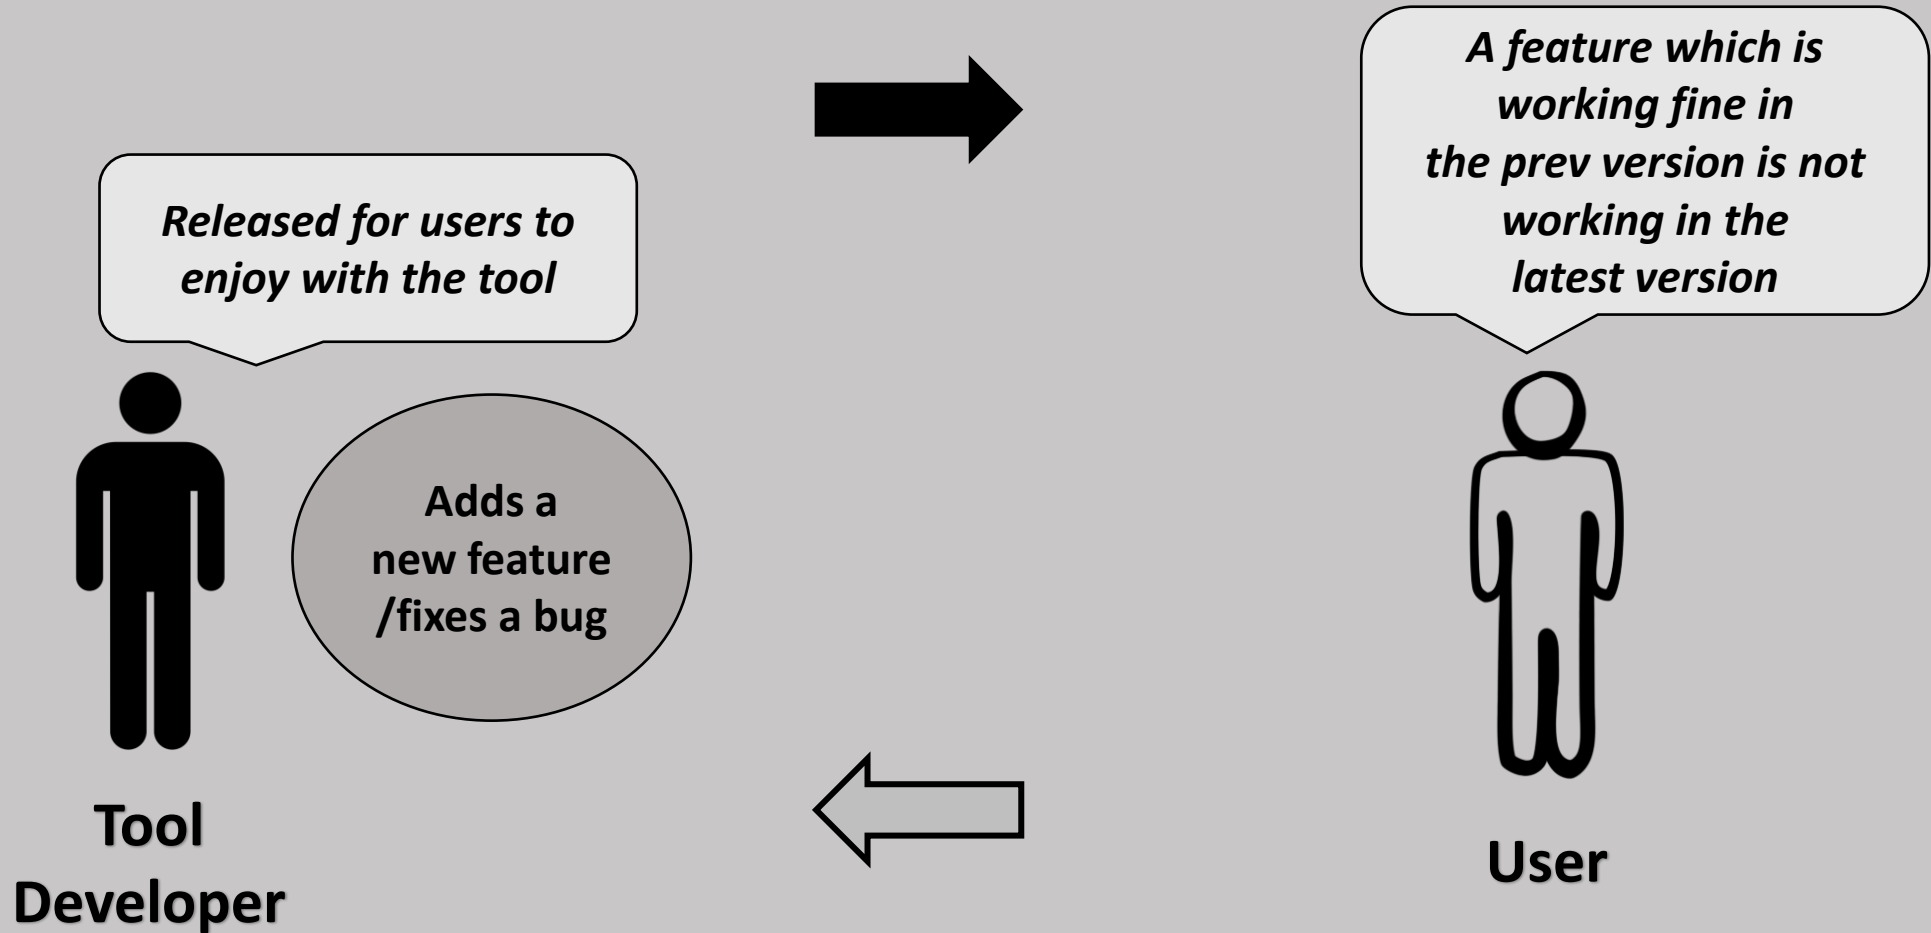 Released for users to
enjoy with the tool
Adds a
new feature
/fixes a bug
Tool
Developer
A feature which is
working fine in
the prev version is not
working in the
latest version
User